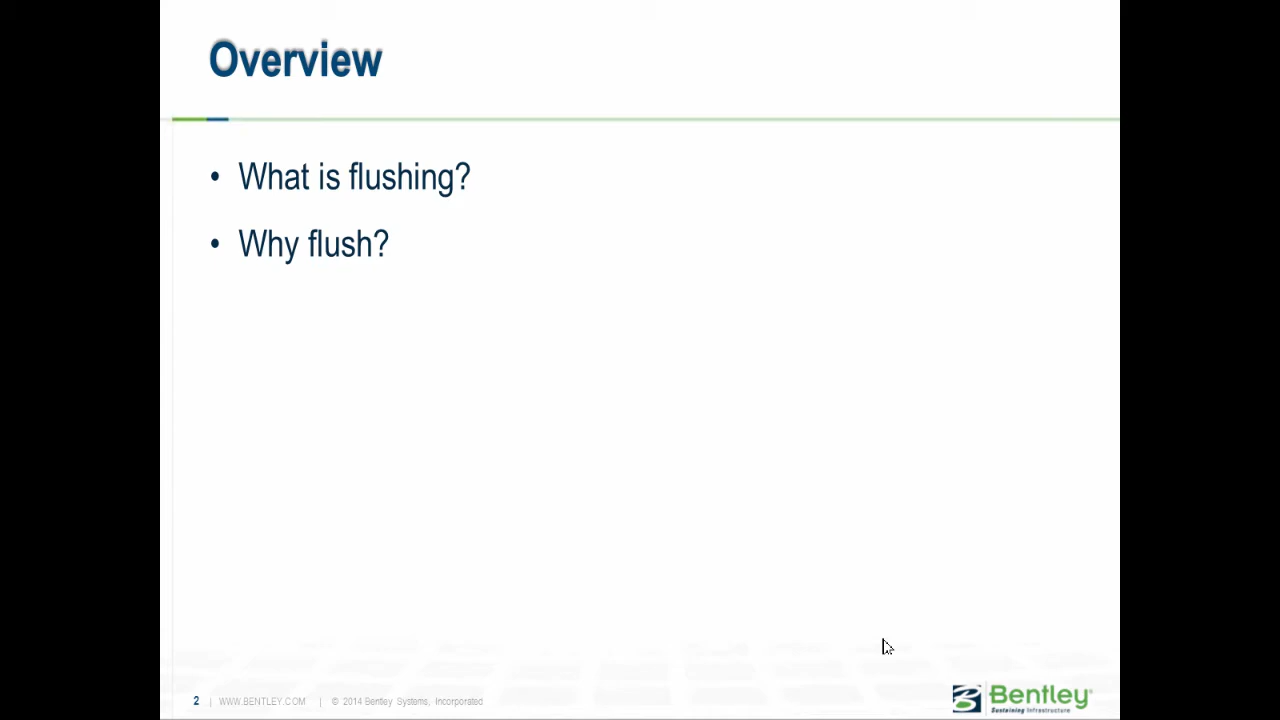 Overview
• What is flushing?
• Why flush?
2 | WWW.BENTLEY.COM | © 2014 Bentley Systems, Incorporated
Bentley®
Sustaining Infrastructure